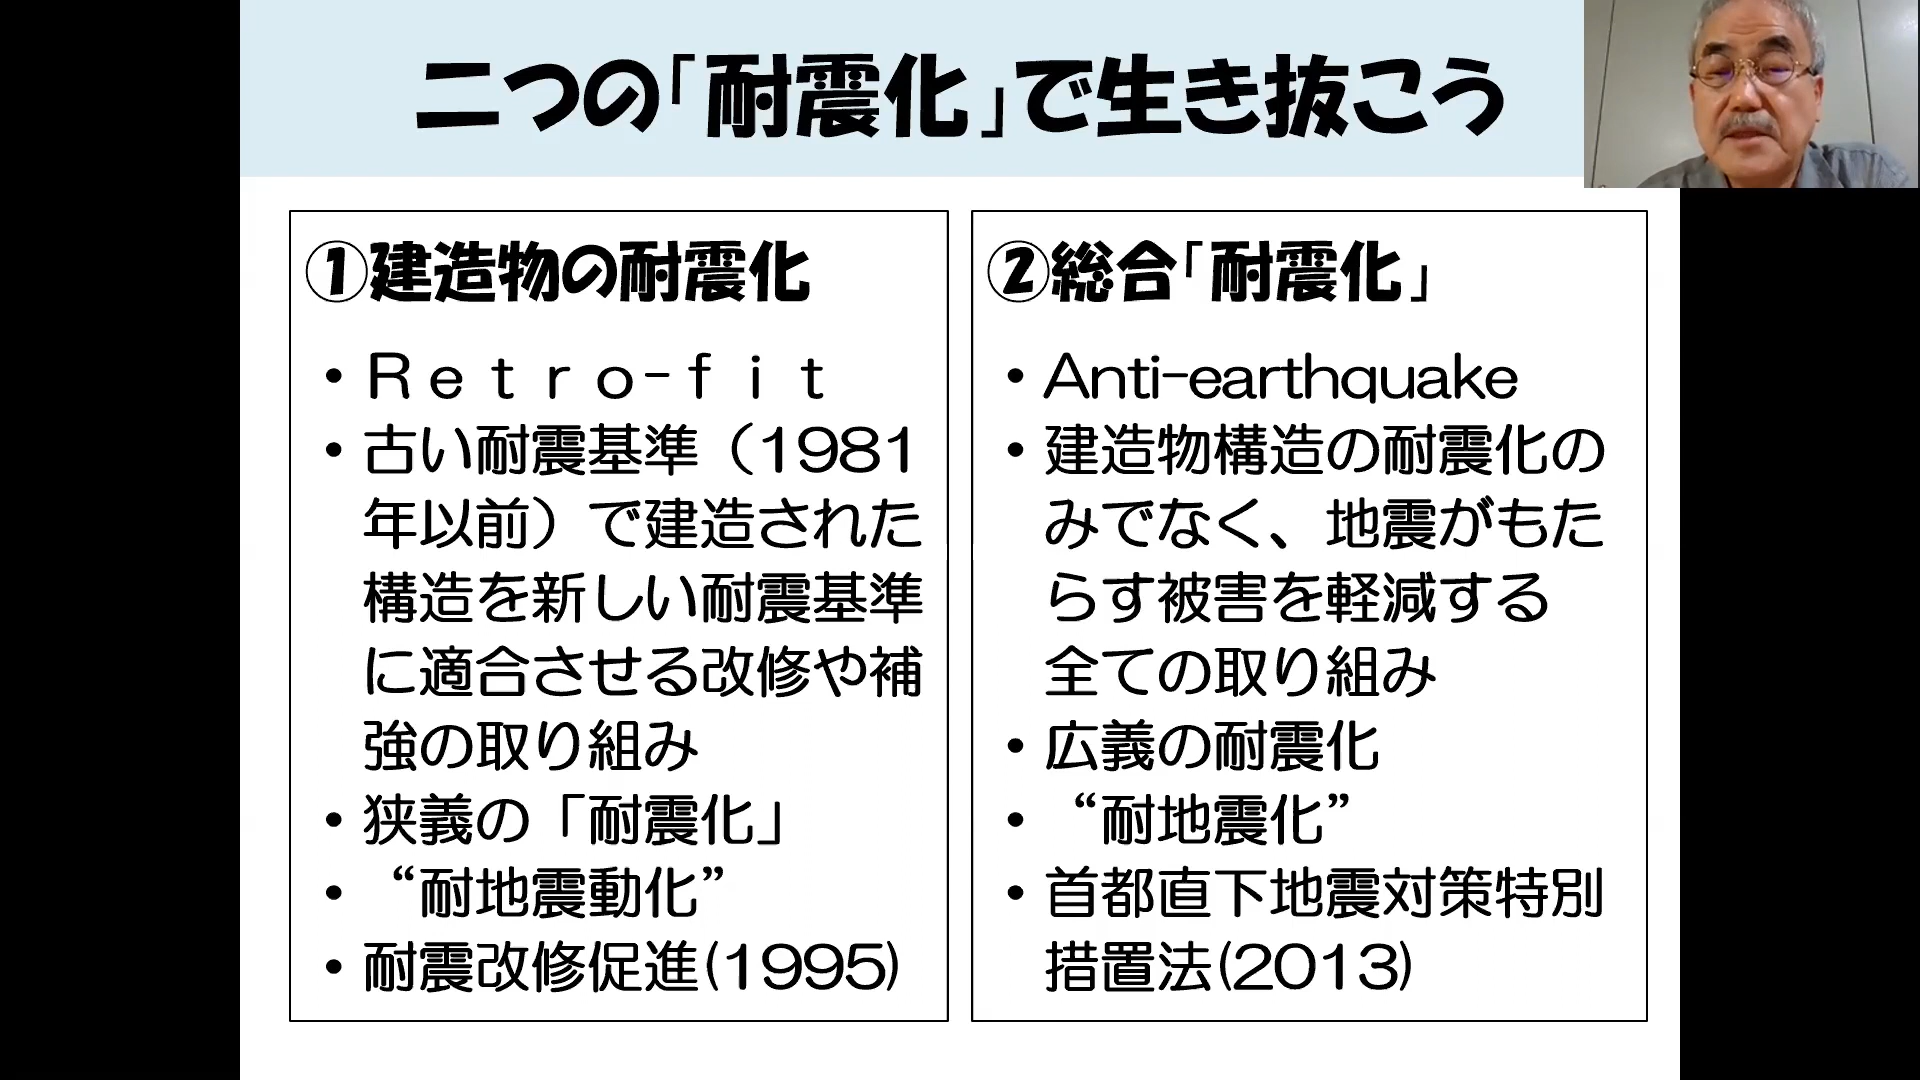 二つの「耐震化」で生き抜こう
①建造物の耐震化
・Ｒｅｔｒｏ-ｆｉｔ
・古い耐震基準（1981
年以前）で建造された
構造を新しい耐震基準
に適合させる改修や補
強の取り組み
・狭義の「耐震化」
・“耐地震動化”
・耐震改修促進(1995)
②総合「耐震化」
・Anti-earthquake
・建造物構造の耐震化の
みでなく、地震がもた
らす被害を軽減する
全ての取り組み
・広義の耐震化
・“耐地震化”
・首都直下地震対策特別
措置法(2013)